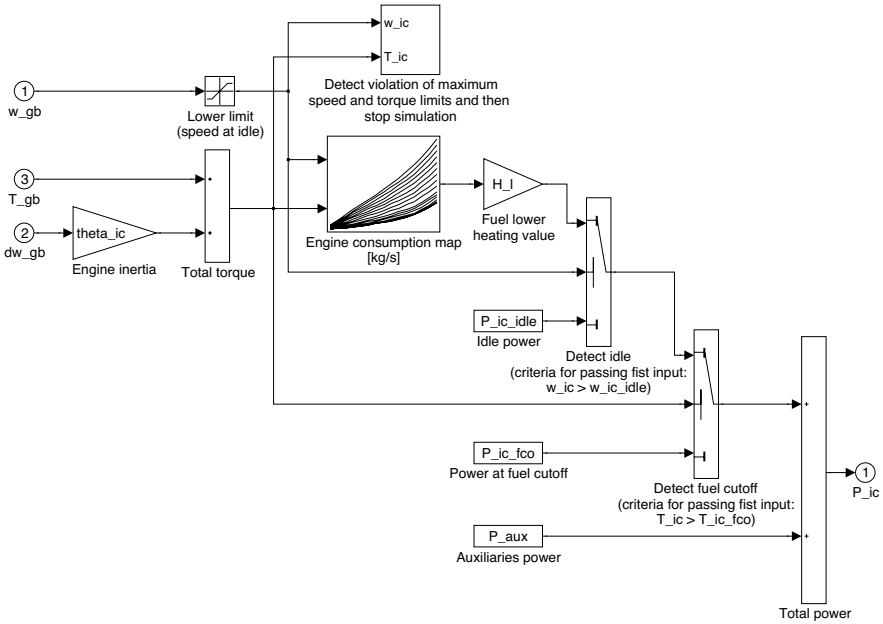 w_ic
T_ic
Detect violation of maximum
speed and torque limits and then
stop simulation
1
w_gb
Lower limit
(speed at idle)
3
T_gb
2
dw_gb
theta_ic
Engine inertia
+
+
Total torque
Engine consumption map
[kg/s]
H_l
Fuel lower
heating value
P_ic_idle
Idle power
Detect idle
(criteria for passing fist input:
w_ic > w_ic_idle)
P_ic_fco
Power at fuel cutoff
Detect fuel cutoff
(criteria for passing fist input:
T_ic > T_ic_fco)
P_aux
Auxiliaries power
+
+
Total power
1
P_ic